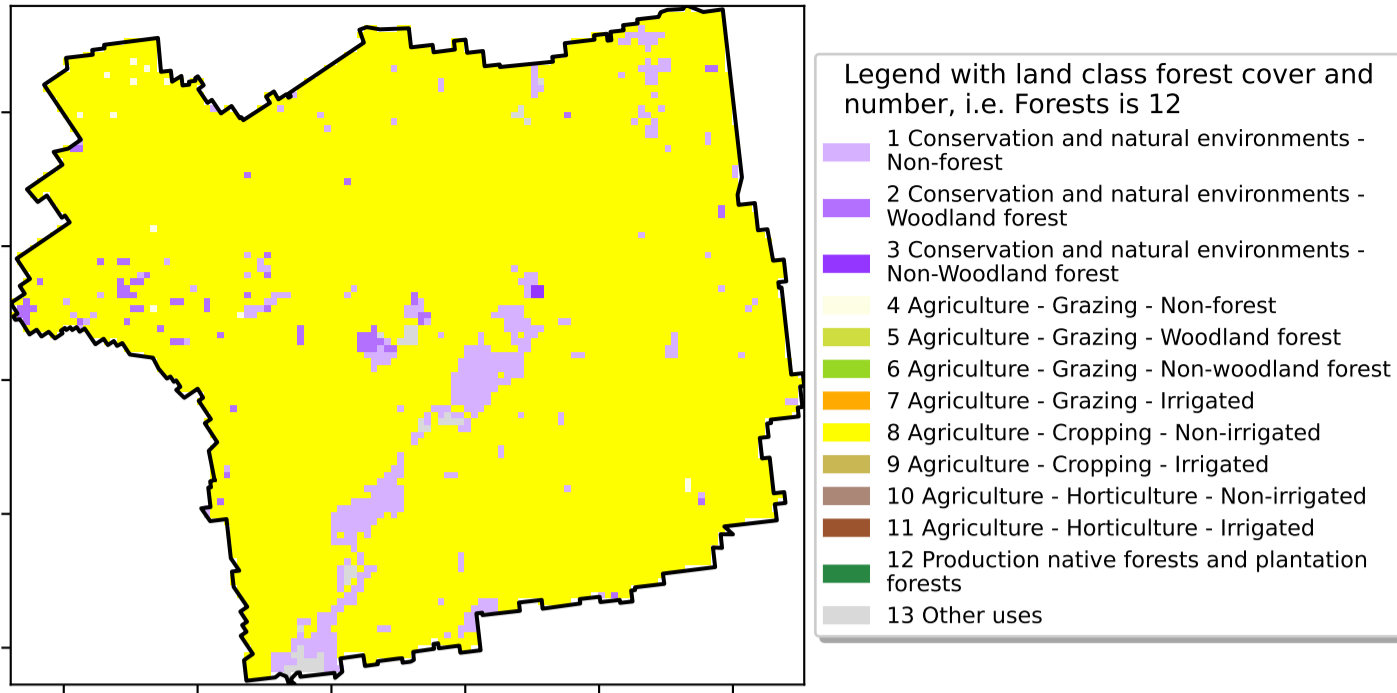 Legend with land class forest cover and
number, i.e. Forests is 12
1 Conservation and natural environments -
Non-forest
2 Conservation and natural environments -
Woodland forest
3 Conservation and natural environments -
Non-Woodland forest
4 Agriculture - Grazing - Non-forest
5 Agriculture - Grazing - Woodland forest
6 Agriculture - Grazing - Non-woodland forest
7 Agriculture - Grazing - Irrigated
8 Agriculture - Cropping - Non-irrigated
9 Agriculture - Cropping - Irrigated
10 Agriculture - Horticulture - Non-irrigated
11 Agriculture - Horticulture - Irrigated
12 Production native forests and plantation
forests
13 Other uses